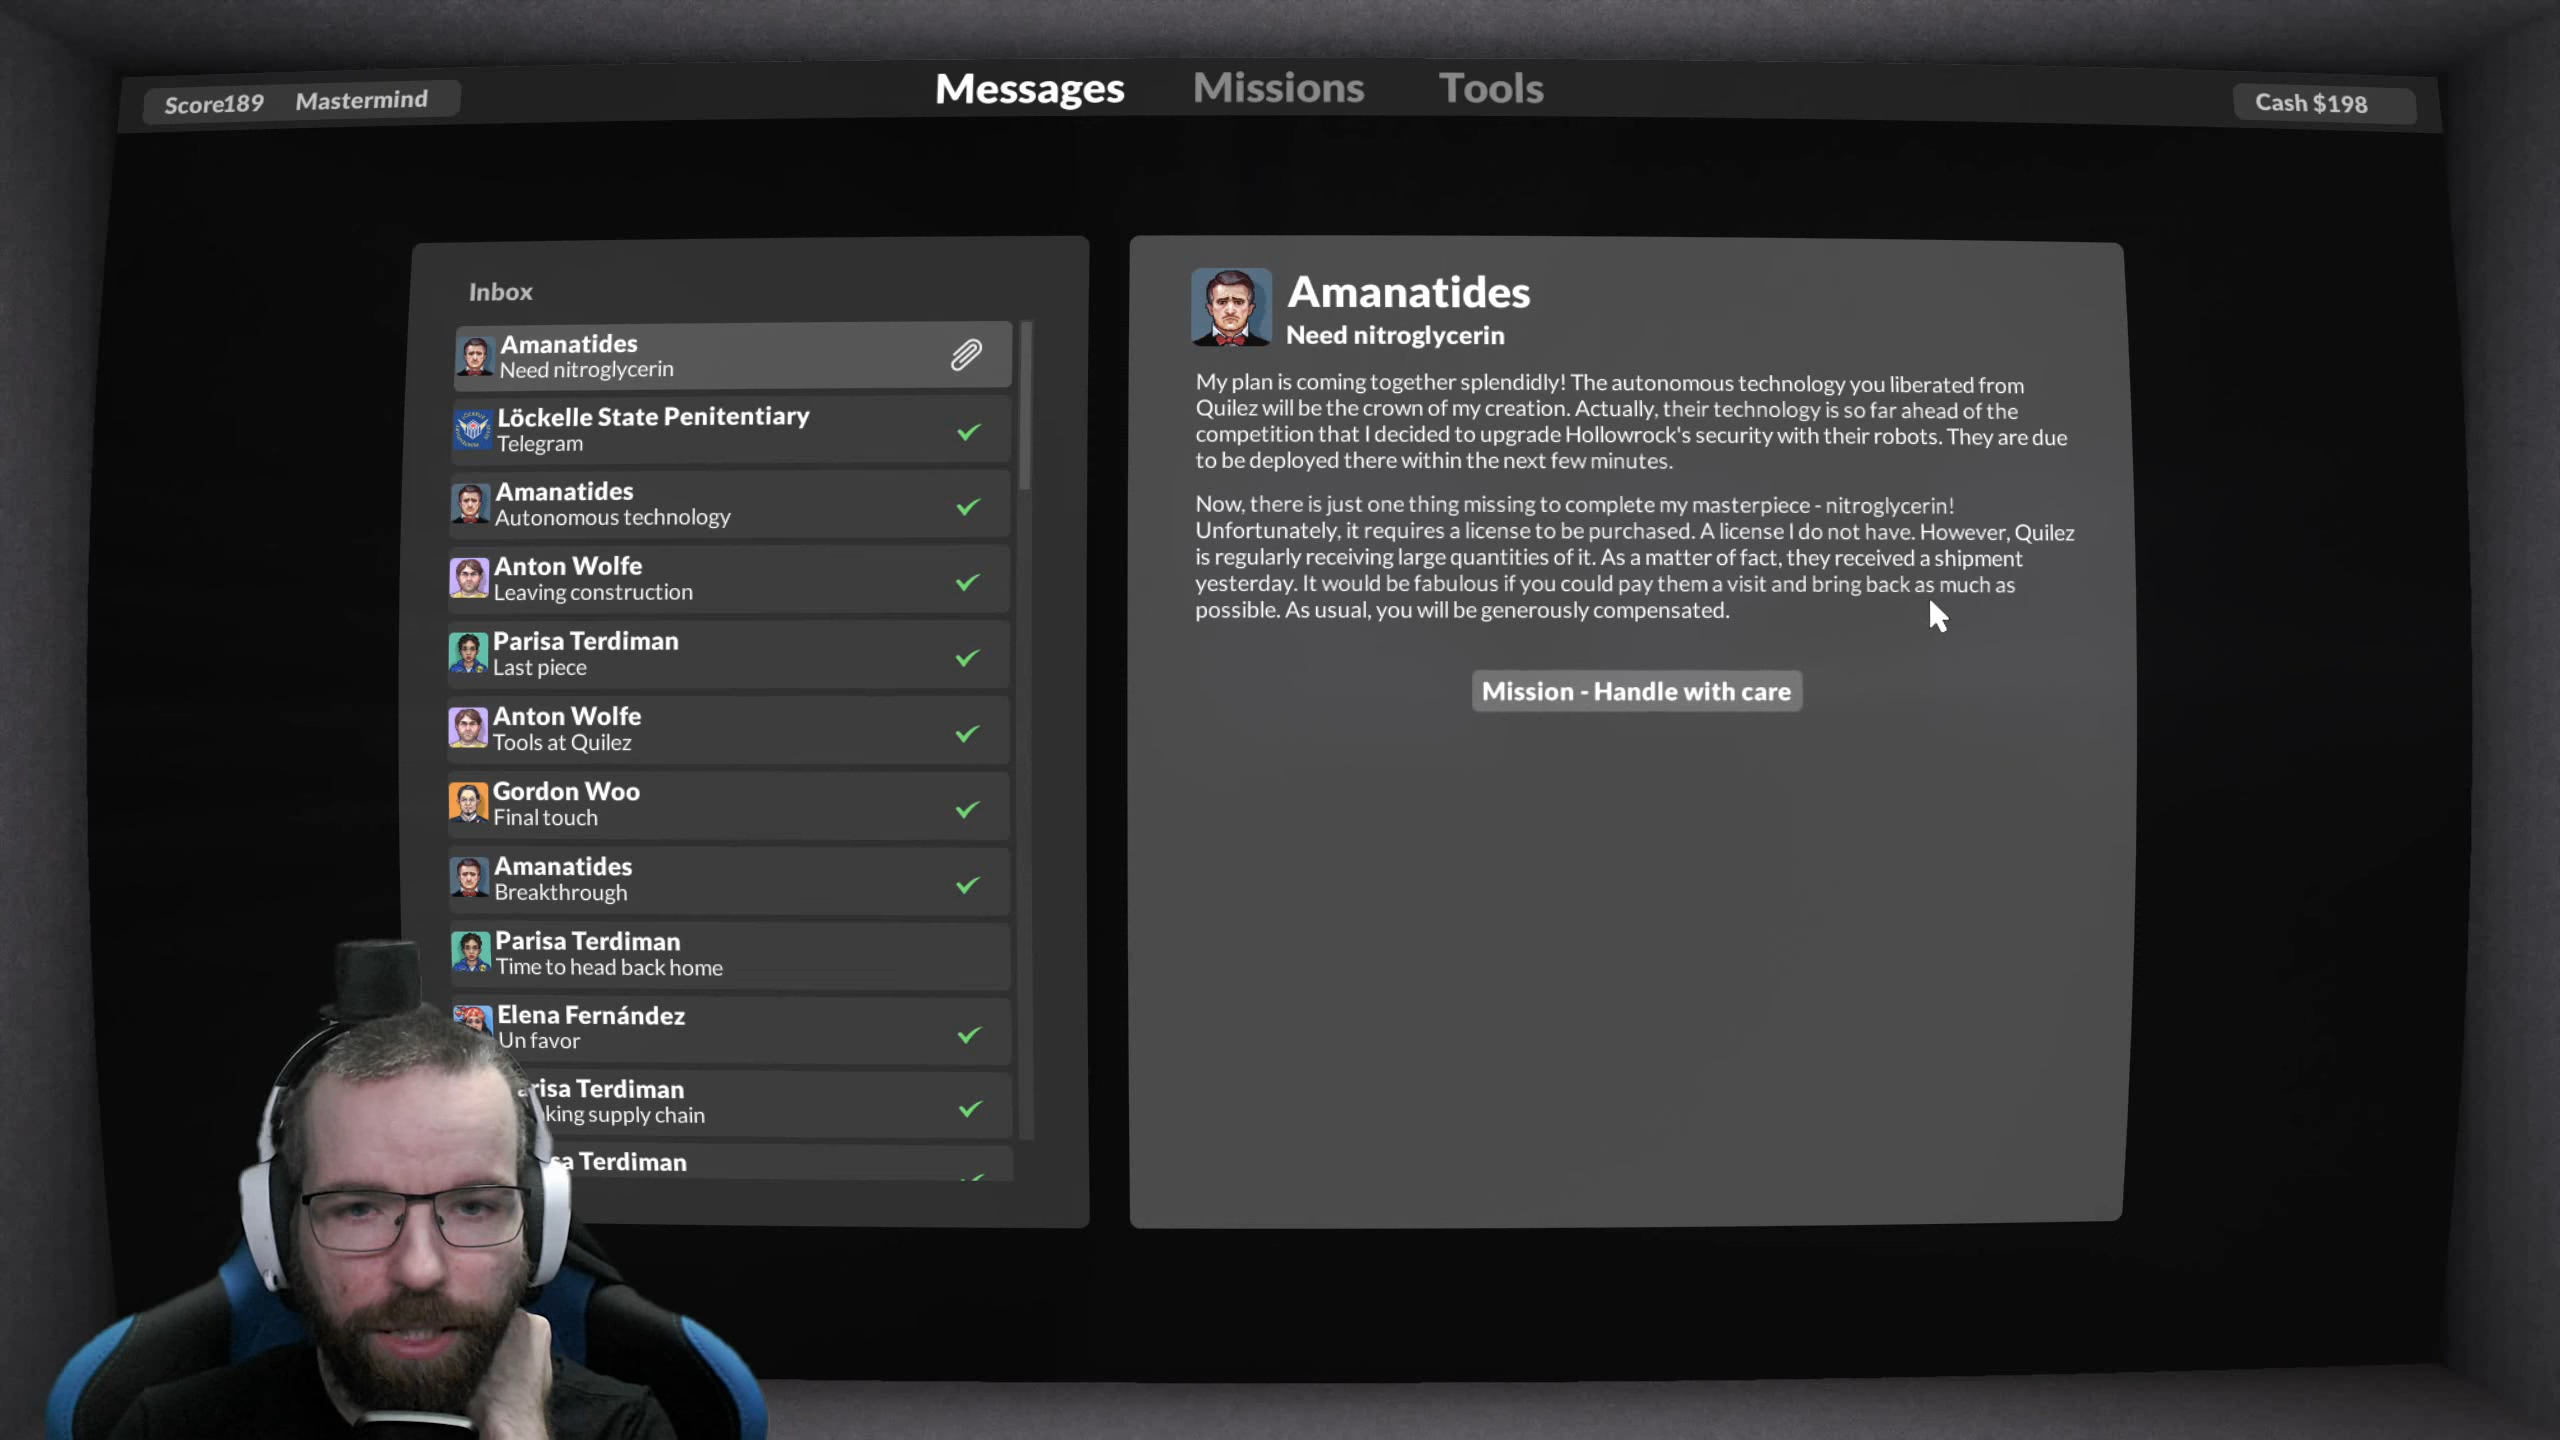 Score189 Mastermind
Messages Missions Tools
Cash $198
Inbox
Amanatides
Need nitroglycerin
Löckelle State Penitentiary
Telegram
Amanatides
Autonomous technology
Anton Wolfe
Leaving construction
Parisa Terdiman
Last piece
Anton Wolfe
Tools at Quilez
Gordon Woo
Final touch
Amanatides
Breakthrough
Parisa Terdiman
Time to head back home
Elena Fernández
Un favor
Terdiman
supply chain
Terdiman
Amanatides
Need nitroglycerin
My plan is coming together splendidly! The autonomous technology you liberated from
Quilez will be the crown of my creation. Actually, their technology is so far ahead of the
competition that I decided to upgrade Hollowrock's security with their robots. They are due
to be deployed there within the next few minutes.
Now, there is just one thing missing to complete my masterpiece - nitroglycerin!
Unfortunately, it requires a license to be purchased. A license I do not have. However, Quilez
is regularly receiving large quantities of it. As a matter of fact, they received a shipment
yesterday. It would be fabulous if you could pay them a visit and bring back as much as
possible. As usual, you will be generously compensated.
Mission - Handle with care